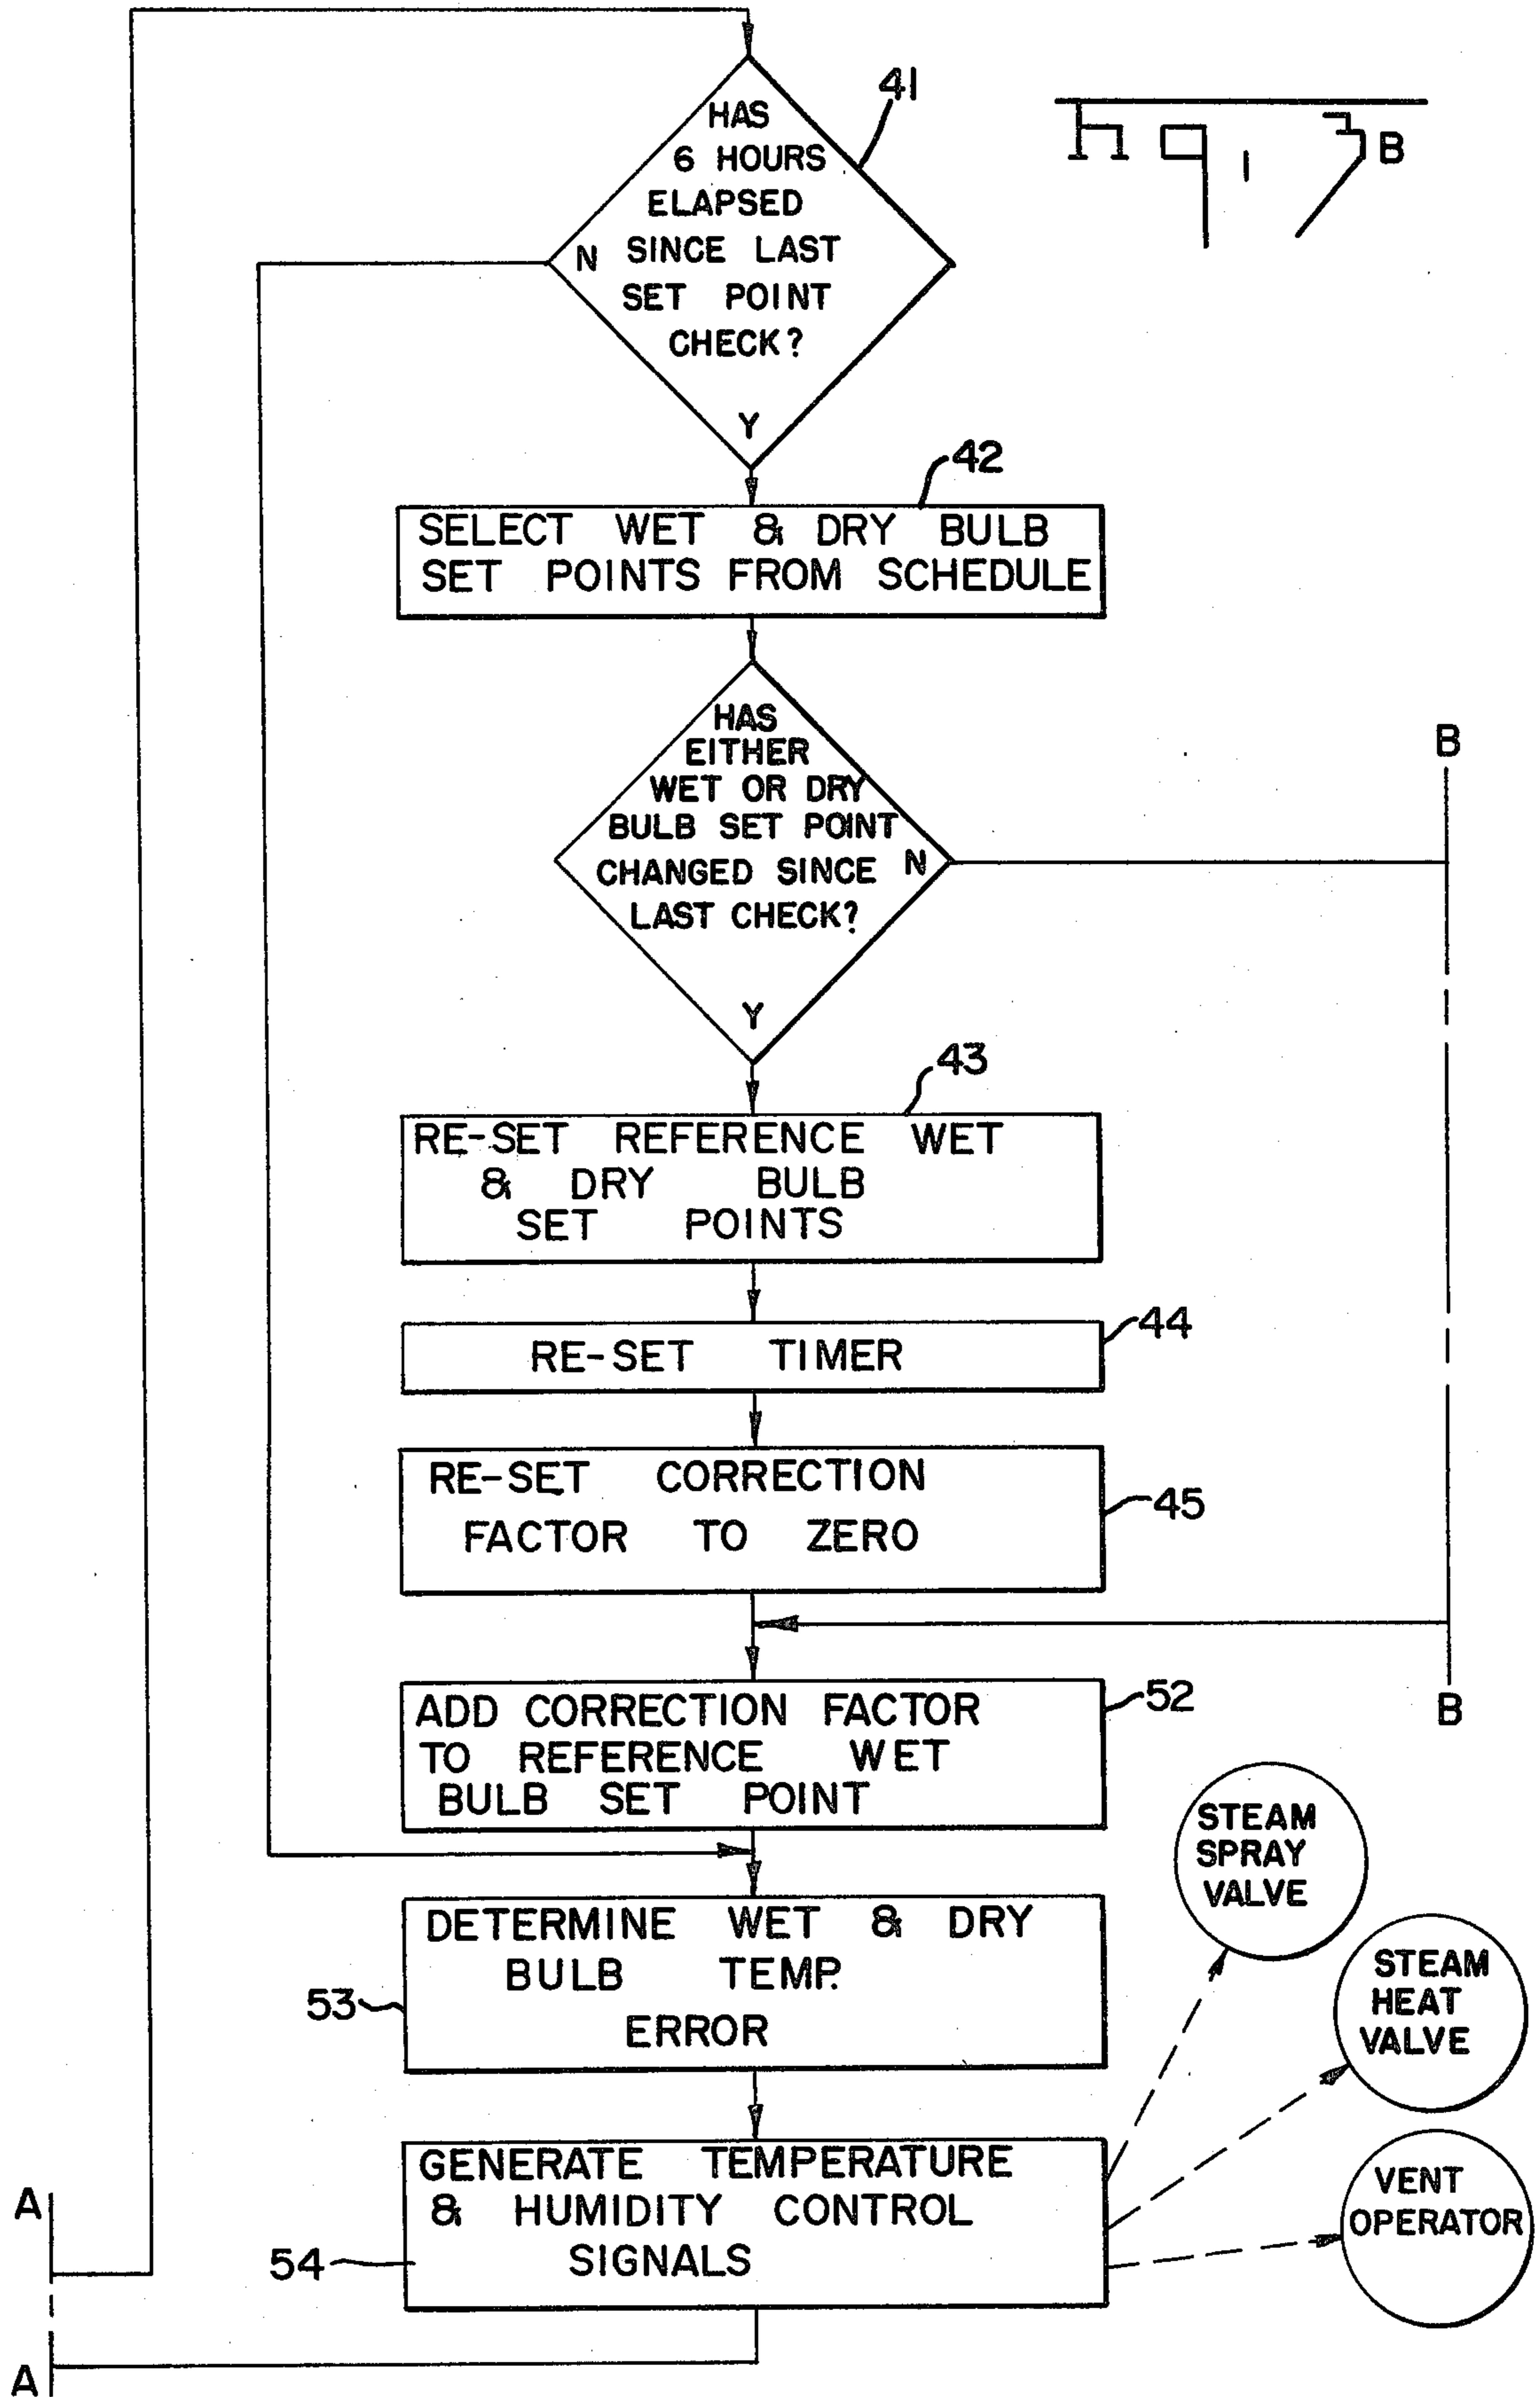 HAS
6 HOURS
ELAPSED
N SINCE LAST
SET POINT
CHECK?
Y
41
B
42
SELECT WET & DRY BULB
SET POINTS FROM SCHEDULE
HAS
EITHER
WET OR DRY
BULB SET POINT
CHANGED SINCE N
LAST CHECK?
Y
B
43
RE-SET REFERENCE WET
& DRY BULB
SET POINTS
44
RE-SET TIMER
RE-SET CORRECTION
FACTOR TO ZERO
45
ADD CORRECTION FACTOR
TO REFERENCE WET
BULB SET POINT
52
B
STEAM
SPRAY
VALVE
DETERMINE WET & DRY
BULB TEMP.
ERROR
53
STEAM
HEAT
VALVE
GENERATE TEMPERATURE
& HUMIDITY CONTROL
SIGNALS
54
VENT
OPERATOR
A
A